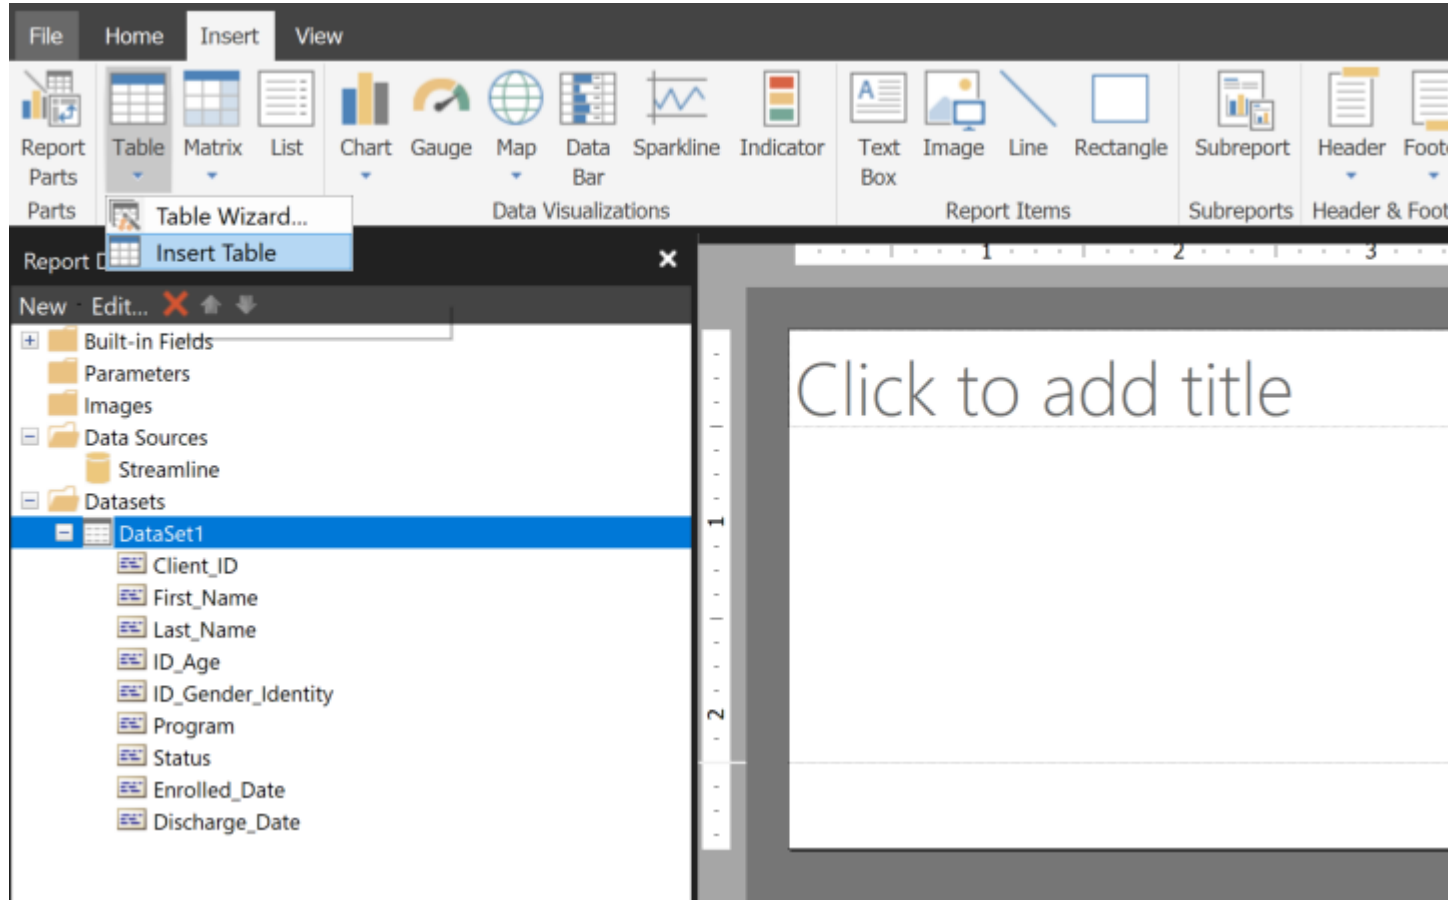 File Home Insert View
Report Parts Table Matrix List Chart Gauge Map Data Bar Sparkline Indicator Text Box Image Line Rectangle Subreport Header
Parts Data Visualizations Report Items Subreports Header &
Table Wizard...
Insert Table
Report
New Edit...
Built-in Fields
Parameters
Images
Data Sources
Streamline
Datasets
DataSet1
Client_ID
First_Name
Last_Name
ID_Age
ID_Gender_Identity
Program
Status
Enrolled_Date
Discharge_Date
1 2 3
Click to add title
1
2